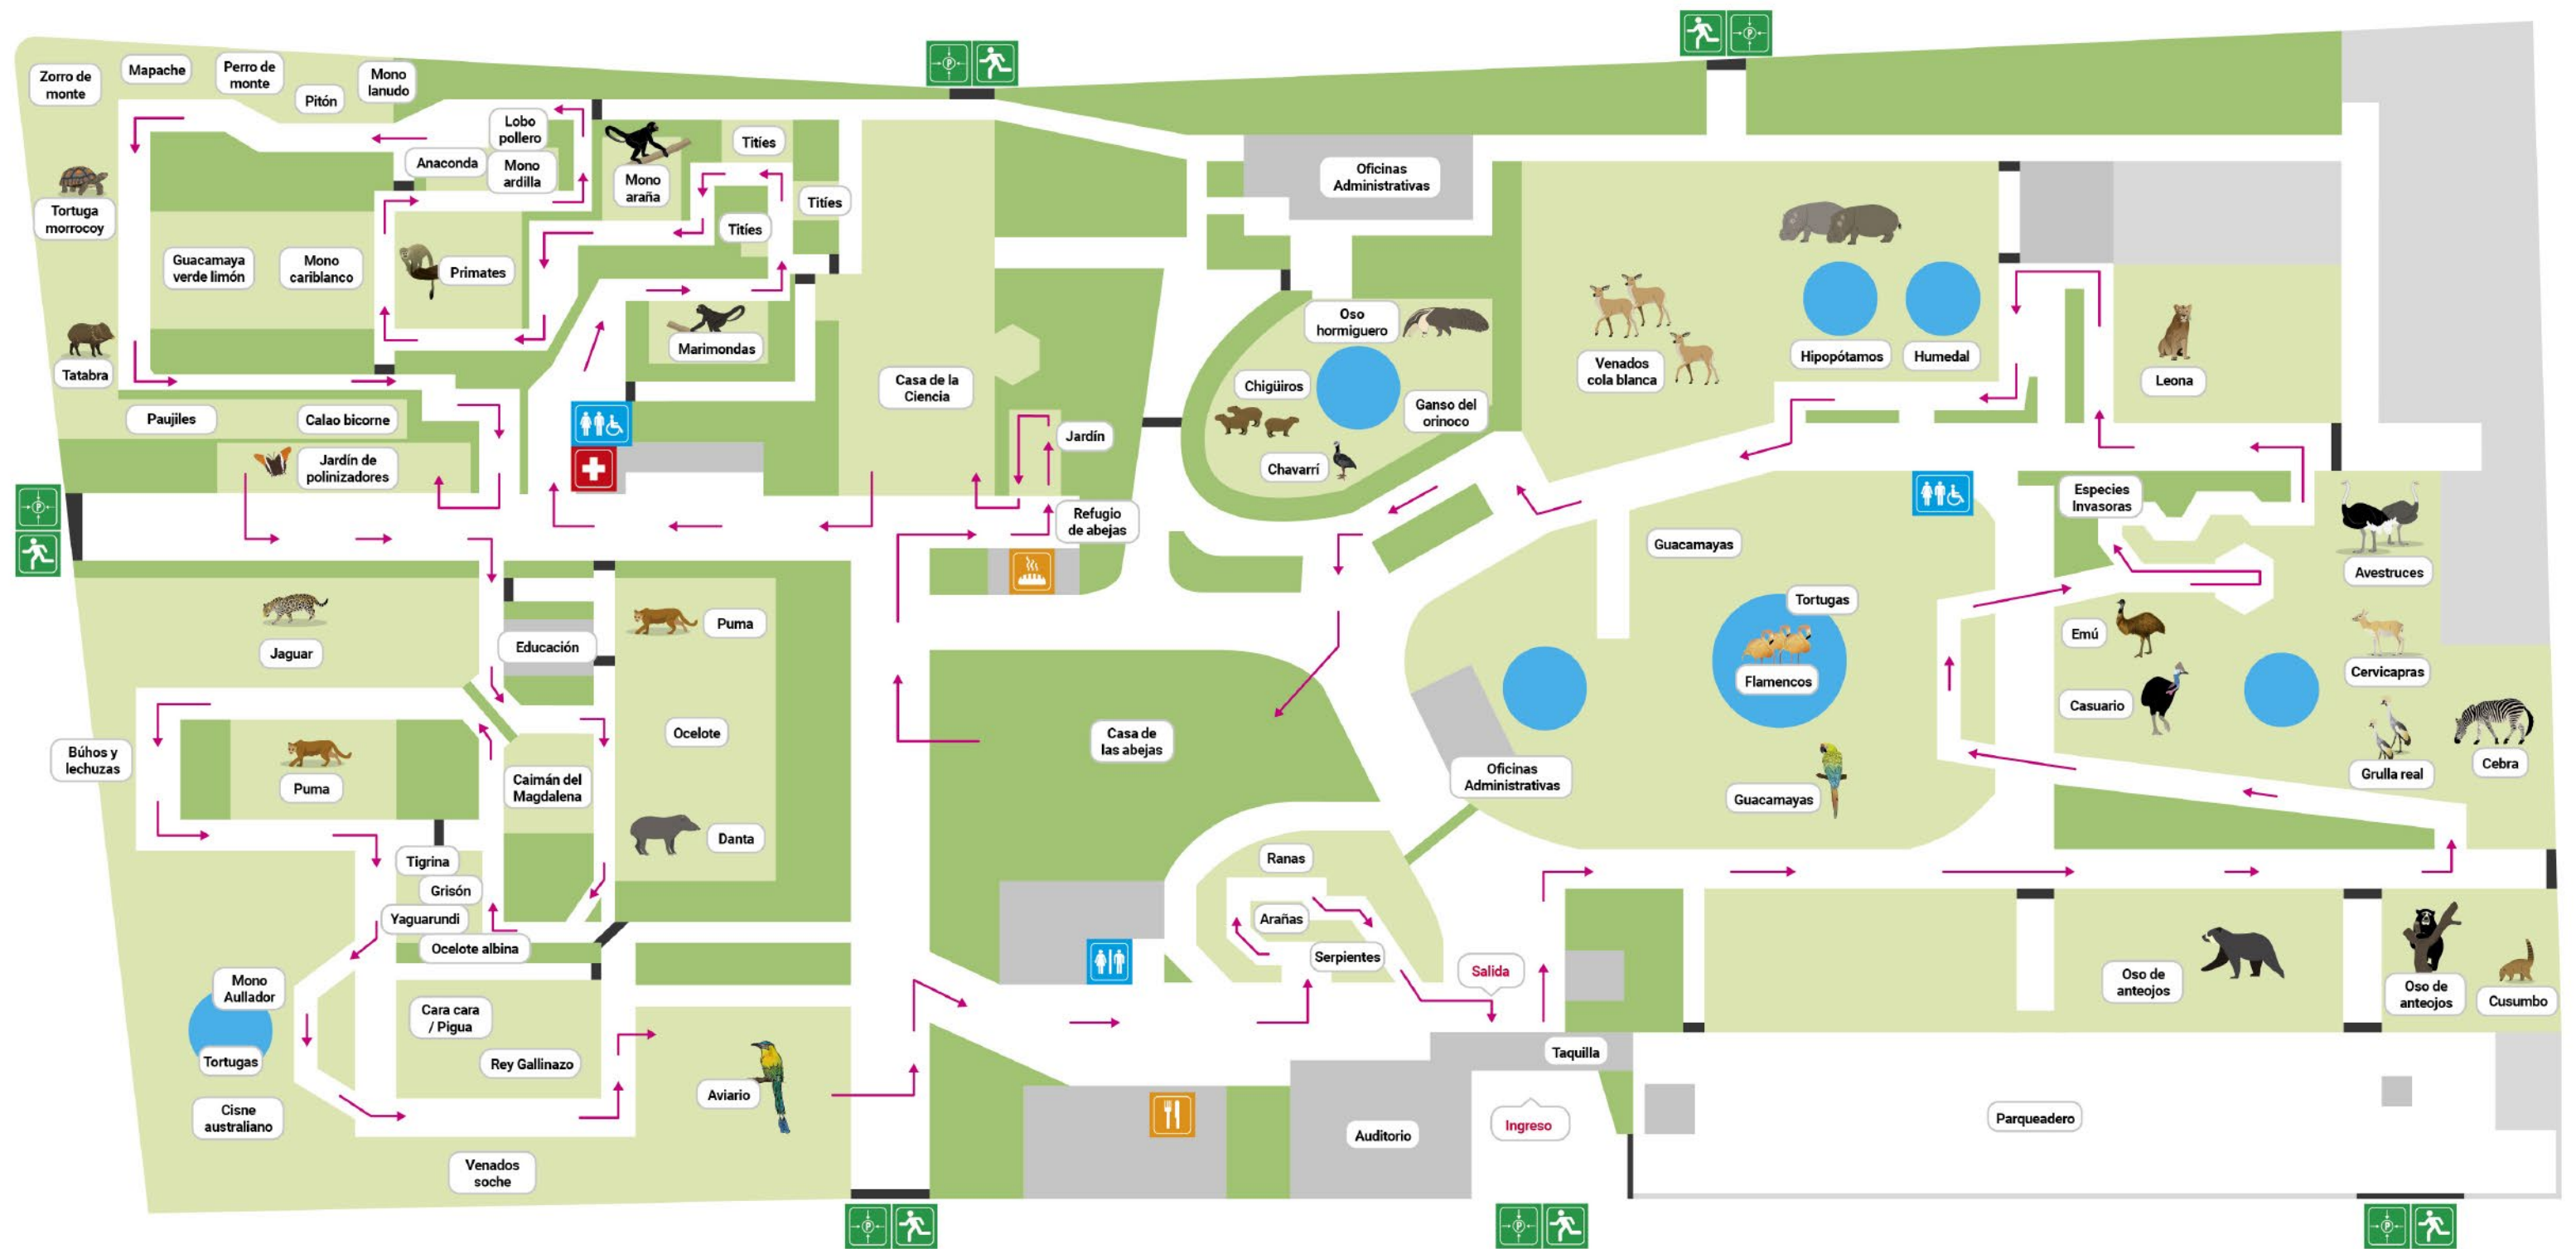 Zorro de
monte
Mapache
Perro de
monte
Pitón
Mono
lanudo
Lobo
pollero
Anaconda
Mono
ardilla
Mono
araña
Titíes
Titíes
Titíes
Tortuga
morrocoy
Guacamaya
verde limón
Mono
cariblanco
Primates
Marimondas
Tatabra
Paujiles
Calao bicorne
Jardín de
polinizadores
Casa de la
Ciencia
Jardín
Refugio
de abejas
Oficinas
Administrativas
Oso
hormiguero
Chigüiros
Ganso del
orinoco
Chavarrí
Venados
cola blanca
Hipopótamos
Humedal
Leona
Especies
Invasoras
Avestruces
Guacamayas
Tortugas
Flamencos
Emú
Casuario
Cervicapras
Grulla real
Cebra
Guacamayas
Oficinas
Administrativas
Casa de
las abejas
Jaguar
Educación
Puma
Ocelote
Danta
Búhos y
lechuzas
Puma
Caimán del
Magdalena
Tigrina
Grisón
Yaguarundi
Ocelote albina
Mono
Aullador
Tortugas
Cisne
australiano
Cara cara
/ Pigua
Rey Gallinazo
Aviario
Venados
soche
Ranas
Arañas
Serpientes
Salida
Taquilla
Ingreso
Auditorio
Oso de
anteojos
Oso de
anteojos
Cusumbo
Parqueadero
P
P
P
P
P
P